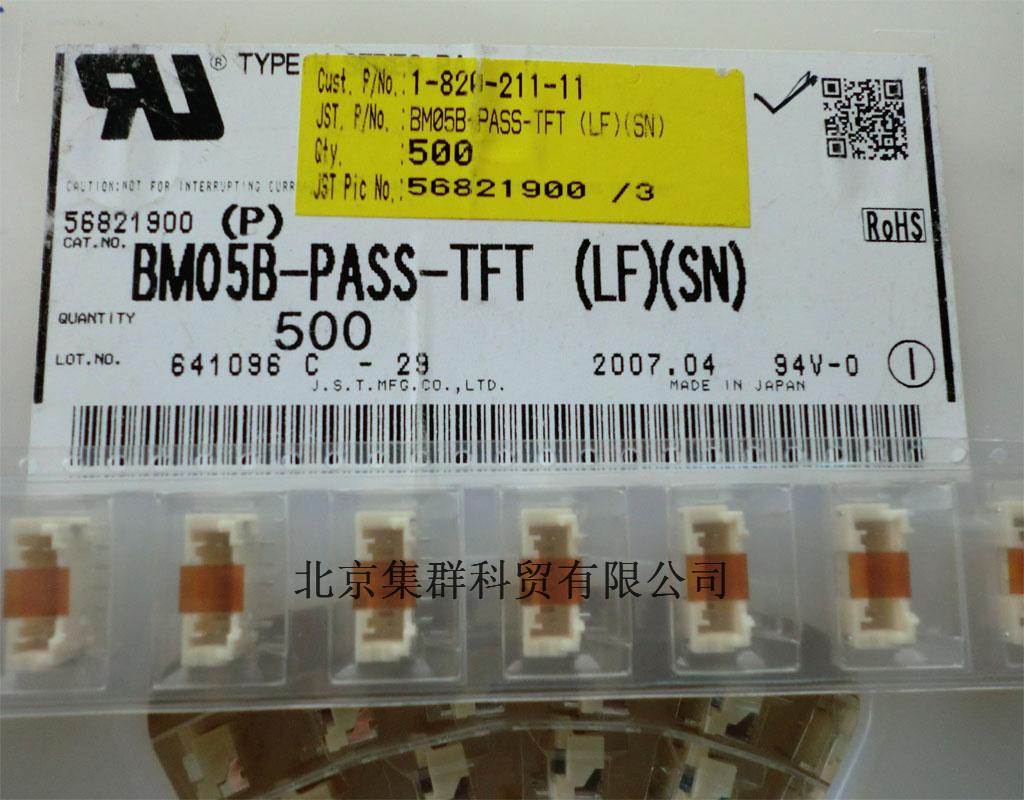 ® TYPE
Cust. P/No.:1-820-211-11
JST. P/No. :BM05B-PASS-TFT (LF)(SN)
Qty. :500
JST Pic No.:56821900 /3
CAUTION:NOT FOR INTERRUPTING CURR
56821900 (P)
RoHS
CAT.NO.
BM05B-PASS-TFT (LF)(SN)
QUANTITY
500
LOT.NO. 641096 C - 29 2007.04 94V-0 1
J.S.T.MFG.CO.,LTD. MADE IN JAPAN
北京集群科贸有限公司